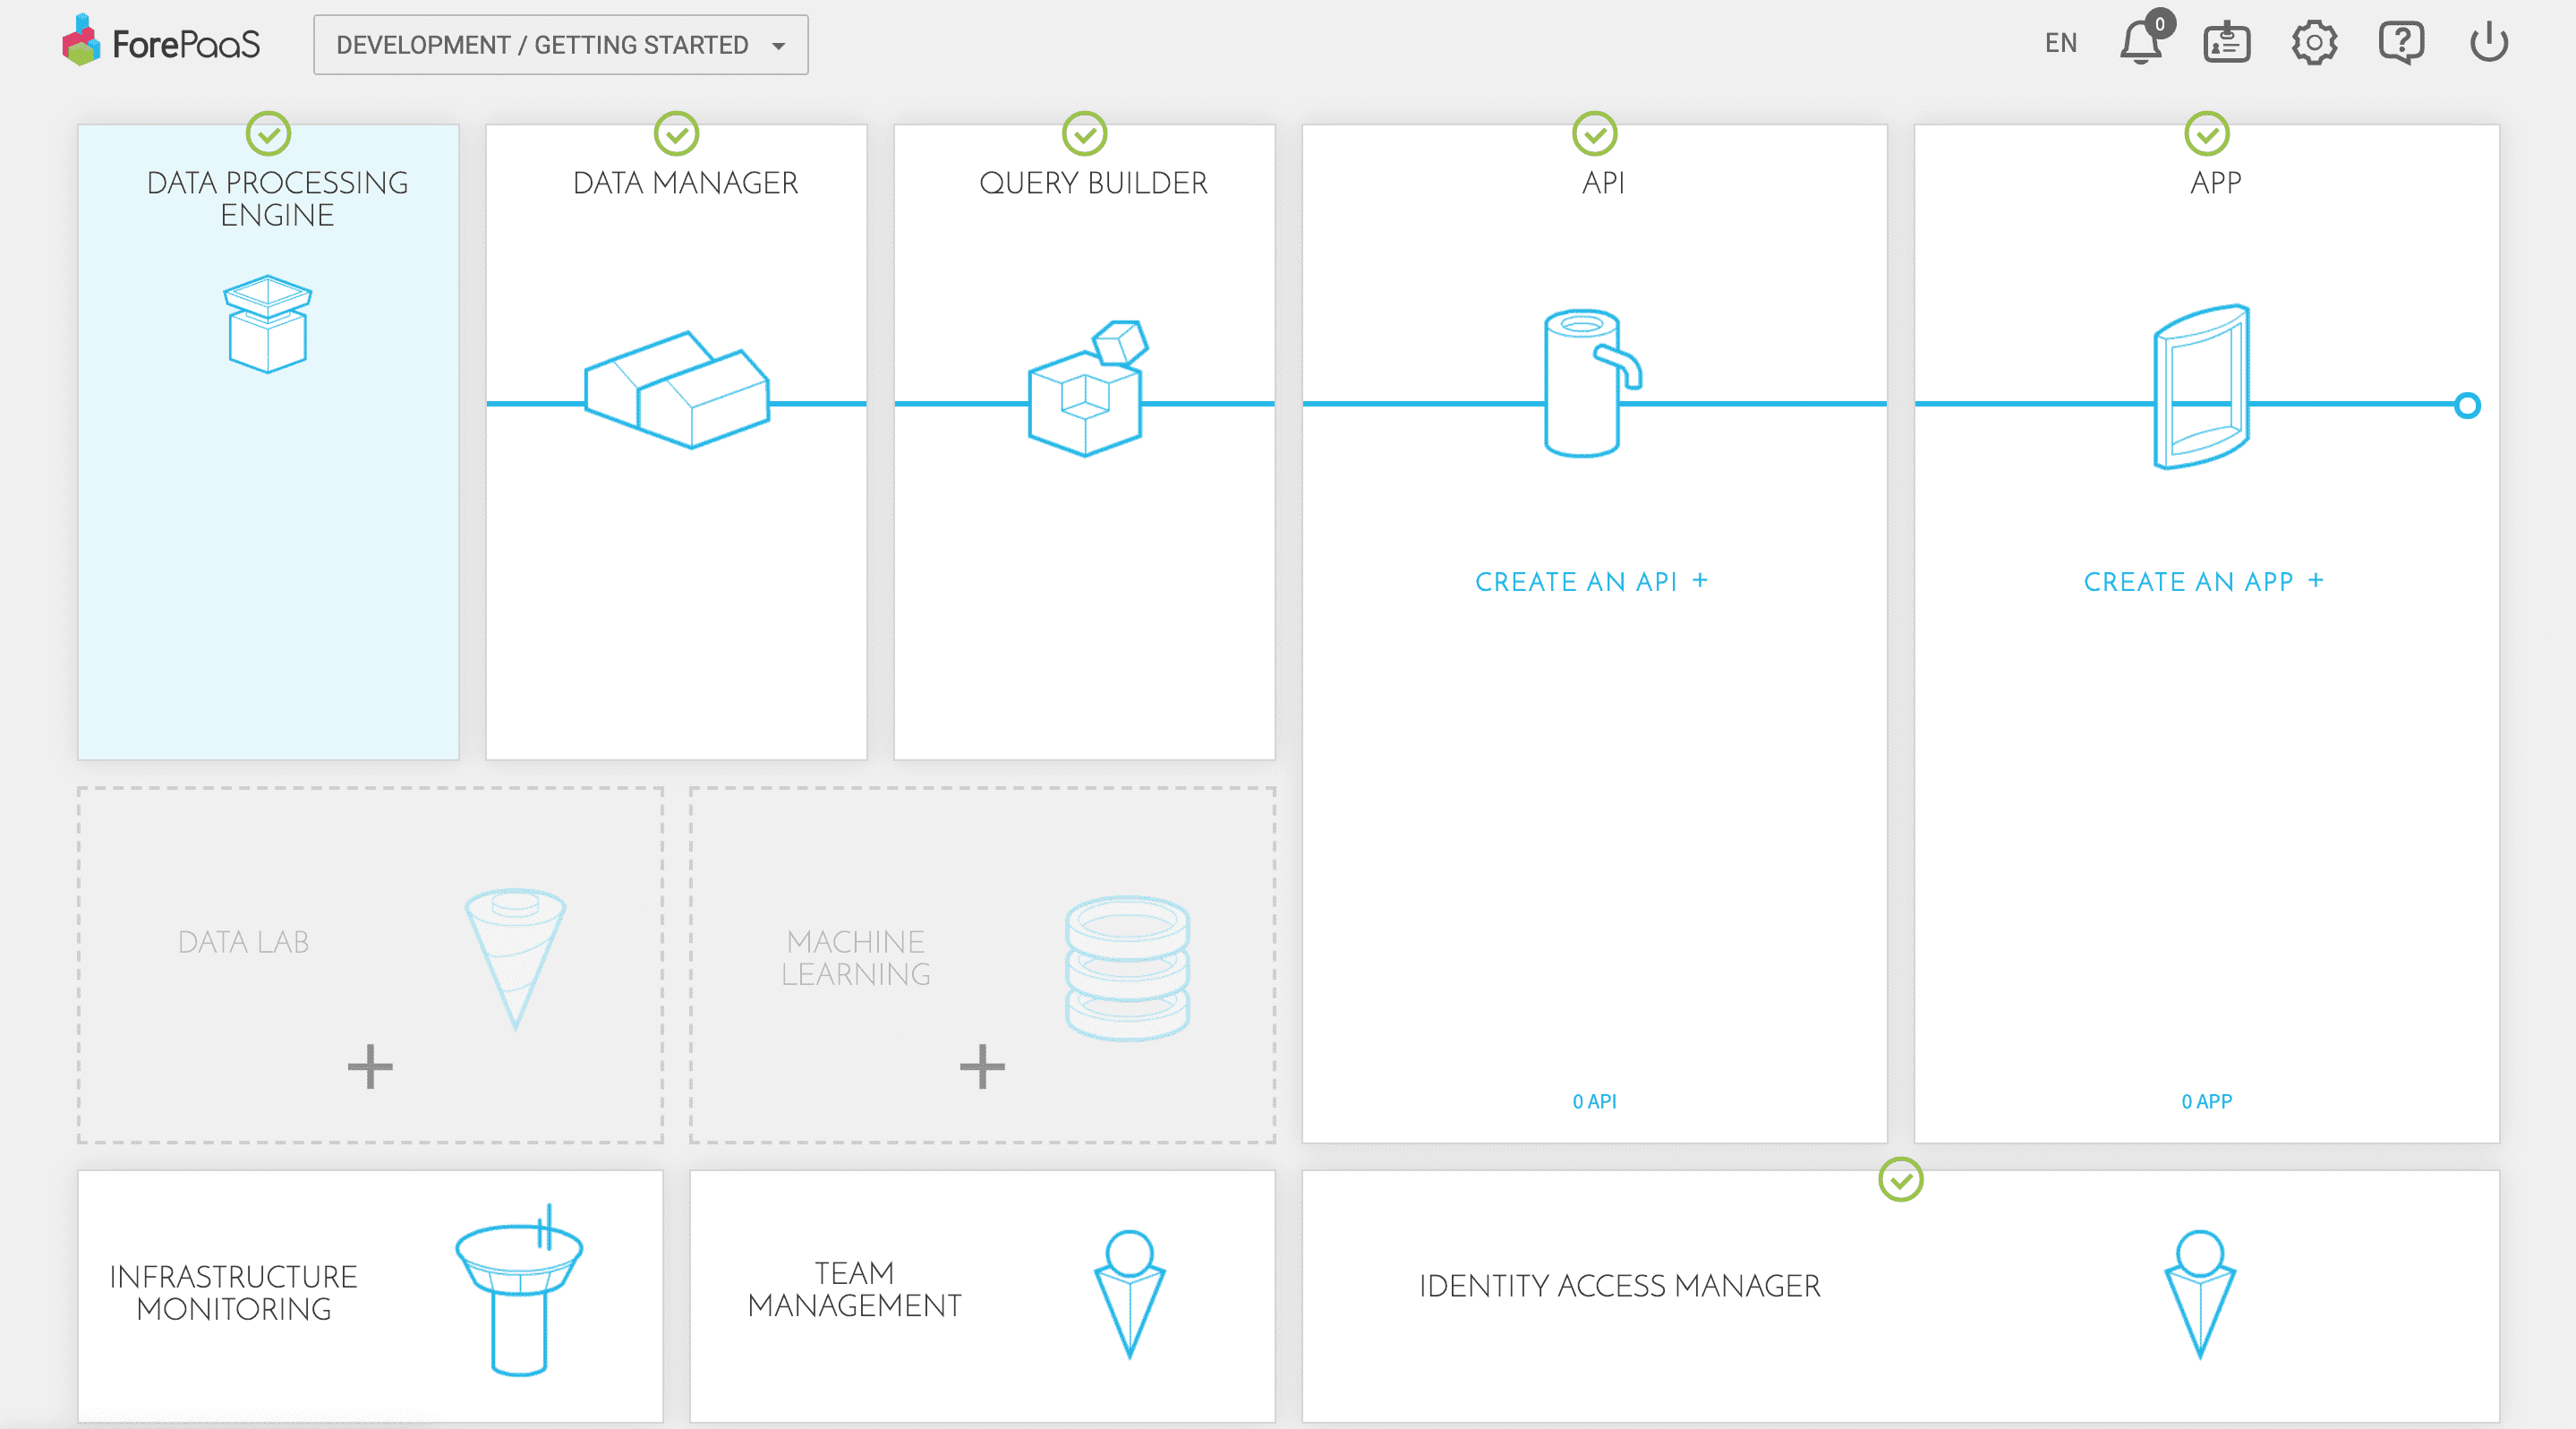 ForePaaS
DEVELOPMENT / GETTING STARTED
EN
0
DATA PROCESSING
ENGINE
DATA MANAGER
QUERY BUILDER
API
CREATE AN API +
0 API
APP
CREATE AN APP +
0 APP
DATA LAB
+
MACHINE
LEARNING
+
INFRASTRUCTURE
MONITORING
TEAM
MANAGEMENT
IDENTITY ACCESS MANAGER